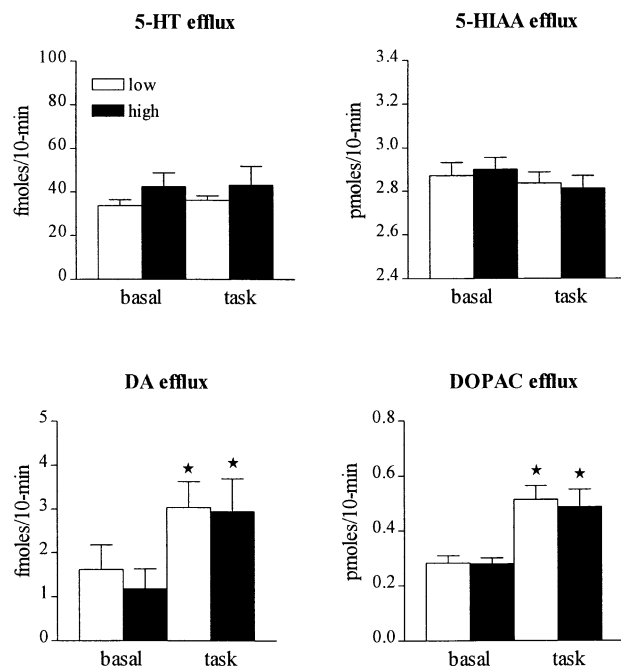 5-HT efflux
100
80
60
40
20
0
fmoles/10-min
low
high
basal task
5-HIAA efflux
3.4
3.2
3.0
2.8
2.6
2.4
pmoles/10-min
basal task
DA efflux
5
4
3
2
1
0
fmoles/10-min
basal task
DOPAC efflux
0.8
0.6
0.4
0.2
0.0
pmoles/10-min
basal task